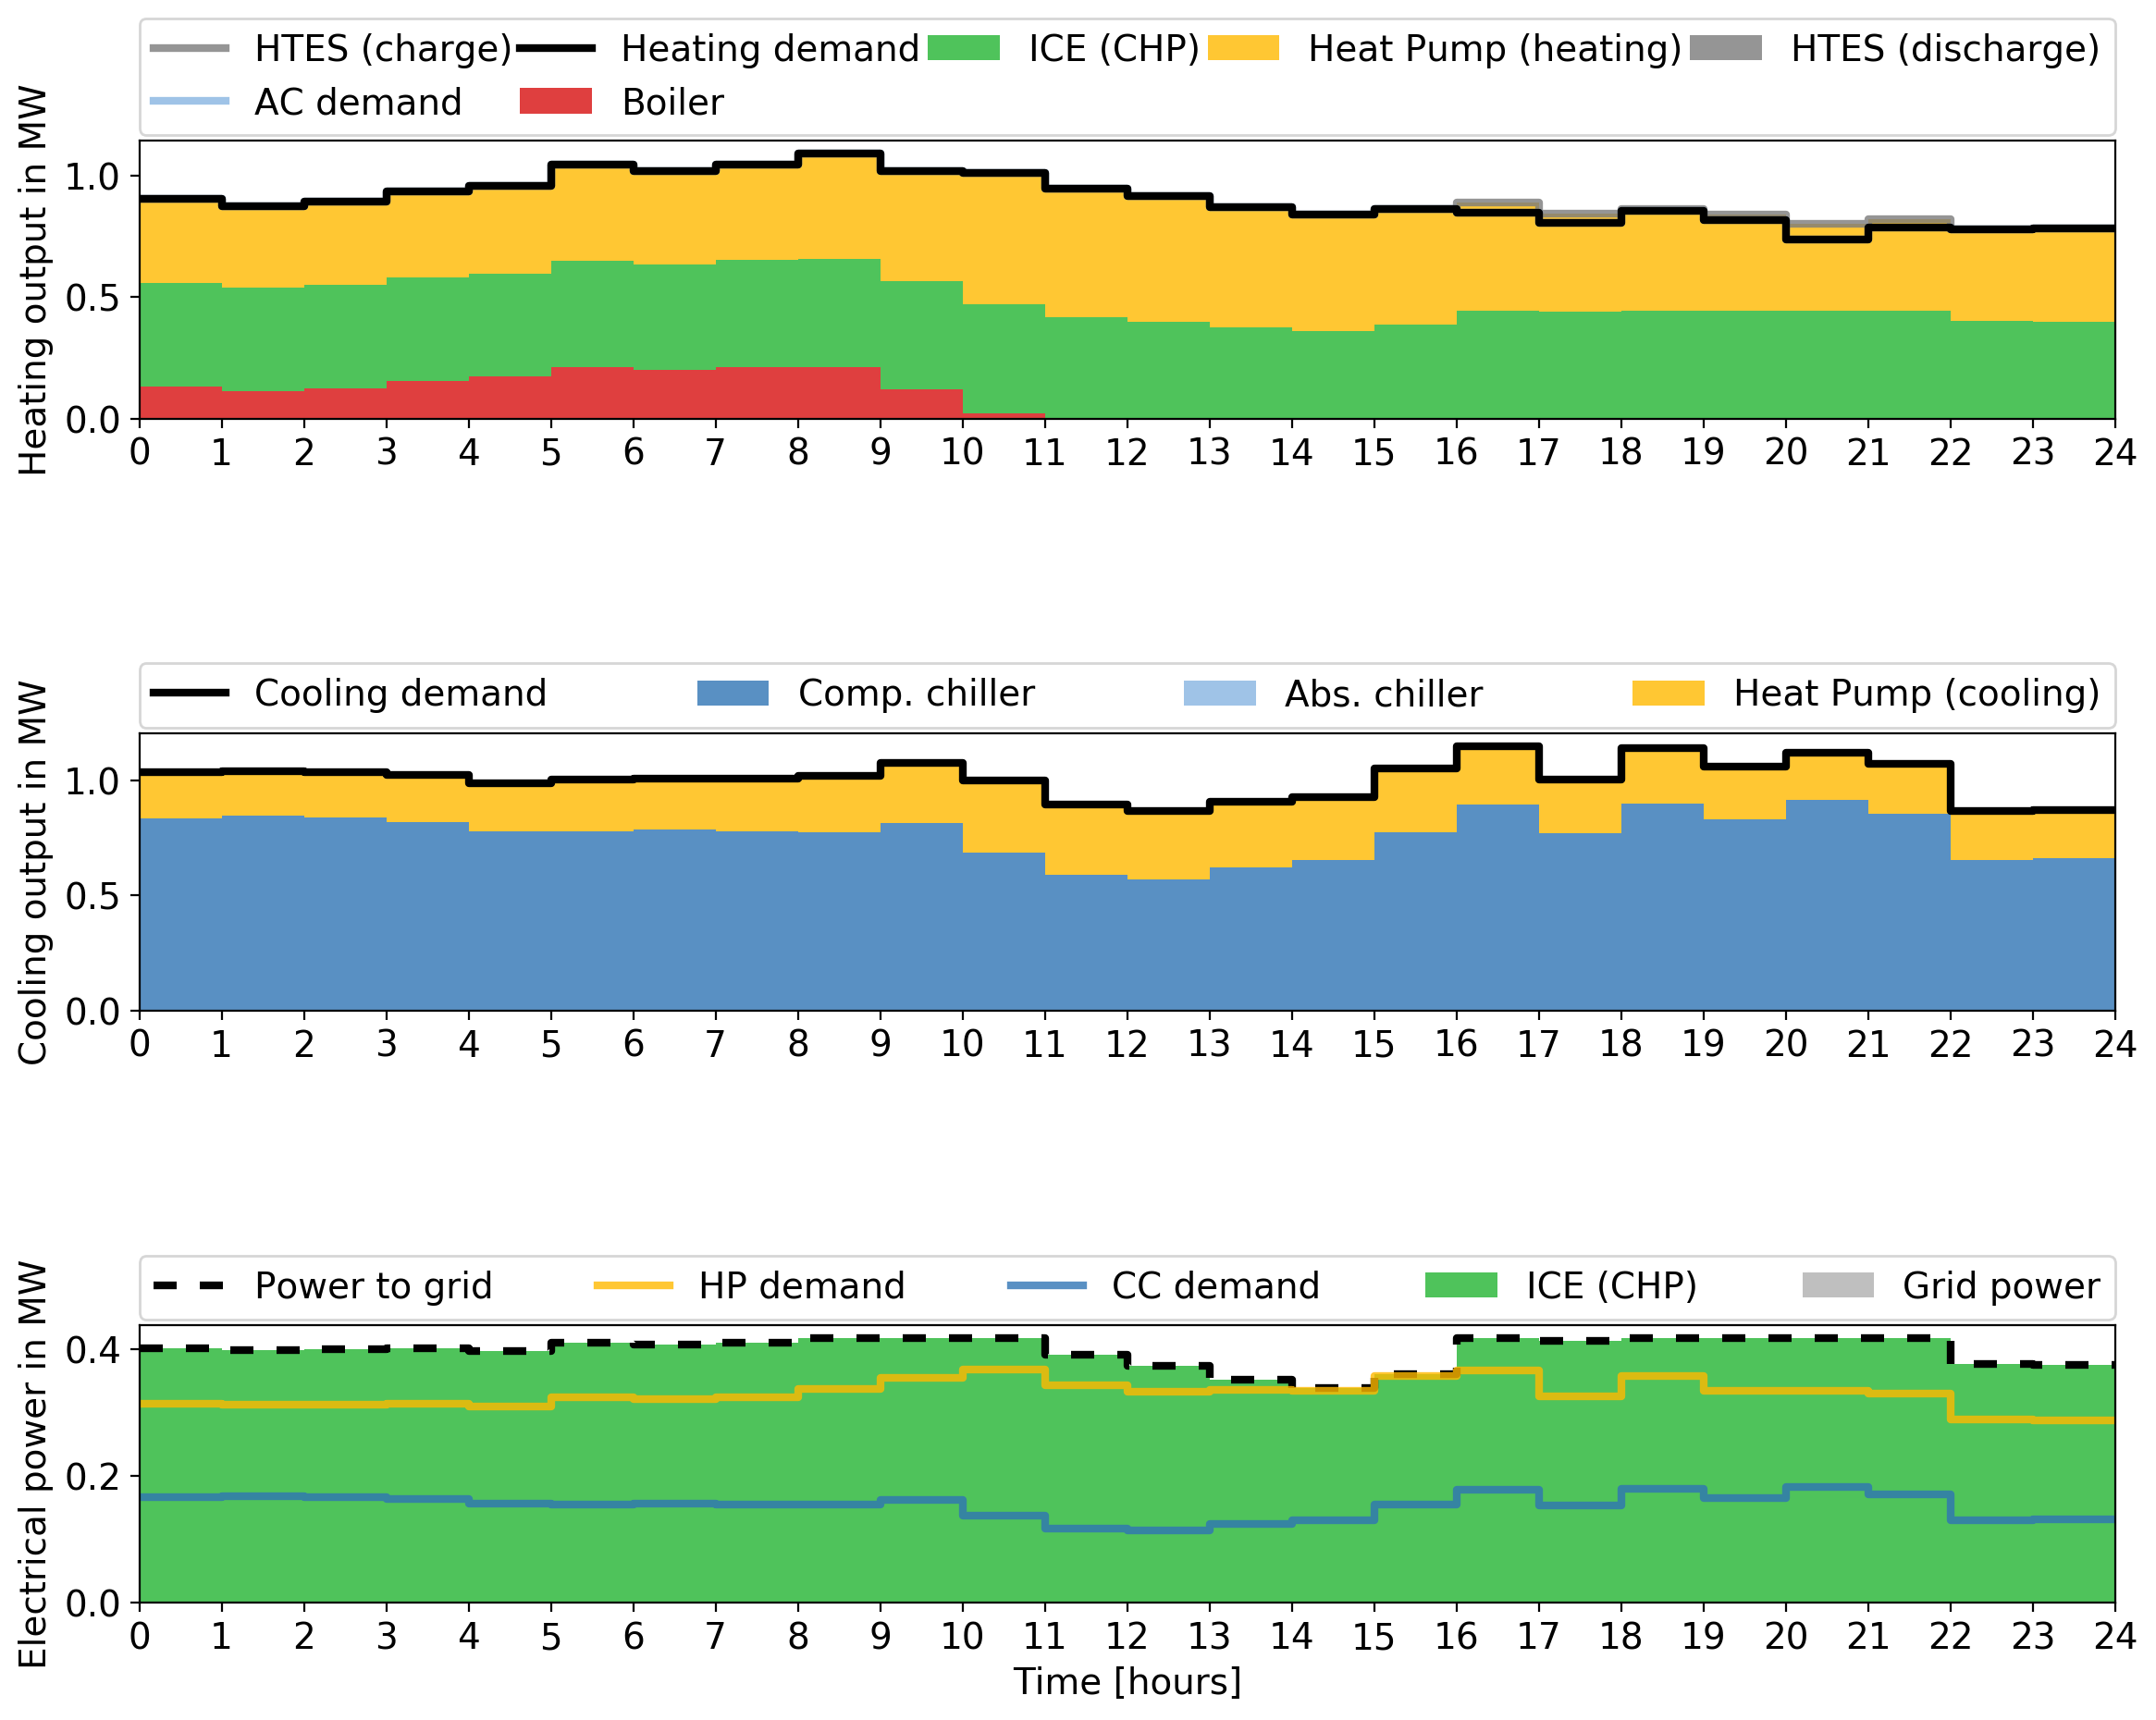 HTES (charge) Heating demand ICE (CHP) Heat Pump (heating) HTES (discharge)
AC demand Boiler
Heating output in MW
1.0
0.5
0.0
0 1 2 3 4 5 6 7 8 9 10 11 12 13 14 15 16 17 18 19 20 21 22 23 24
Cooling demand Comp. chiller Abs. chiller Heat Pump (cooling)
Cooling output in MW
1.0
0.5
0.0
0 1 2 3 4 5 6 7 8 9 10 11 12 13 14 15 16 17 18 19 20 21 22 23 24
Power to grid HP demand CC demand ICE (CHP) Grid power
Electrical power in MW
0.4
0.2
0.0
0 1 2 3 4 5 6 7 8 9 10 11 12 13 14 15 16 17 18 19 20 21 22 23 24
Time [hours]